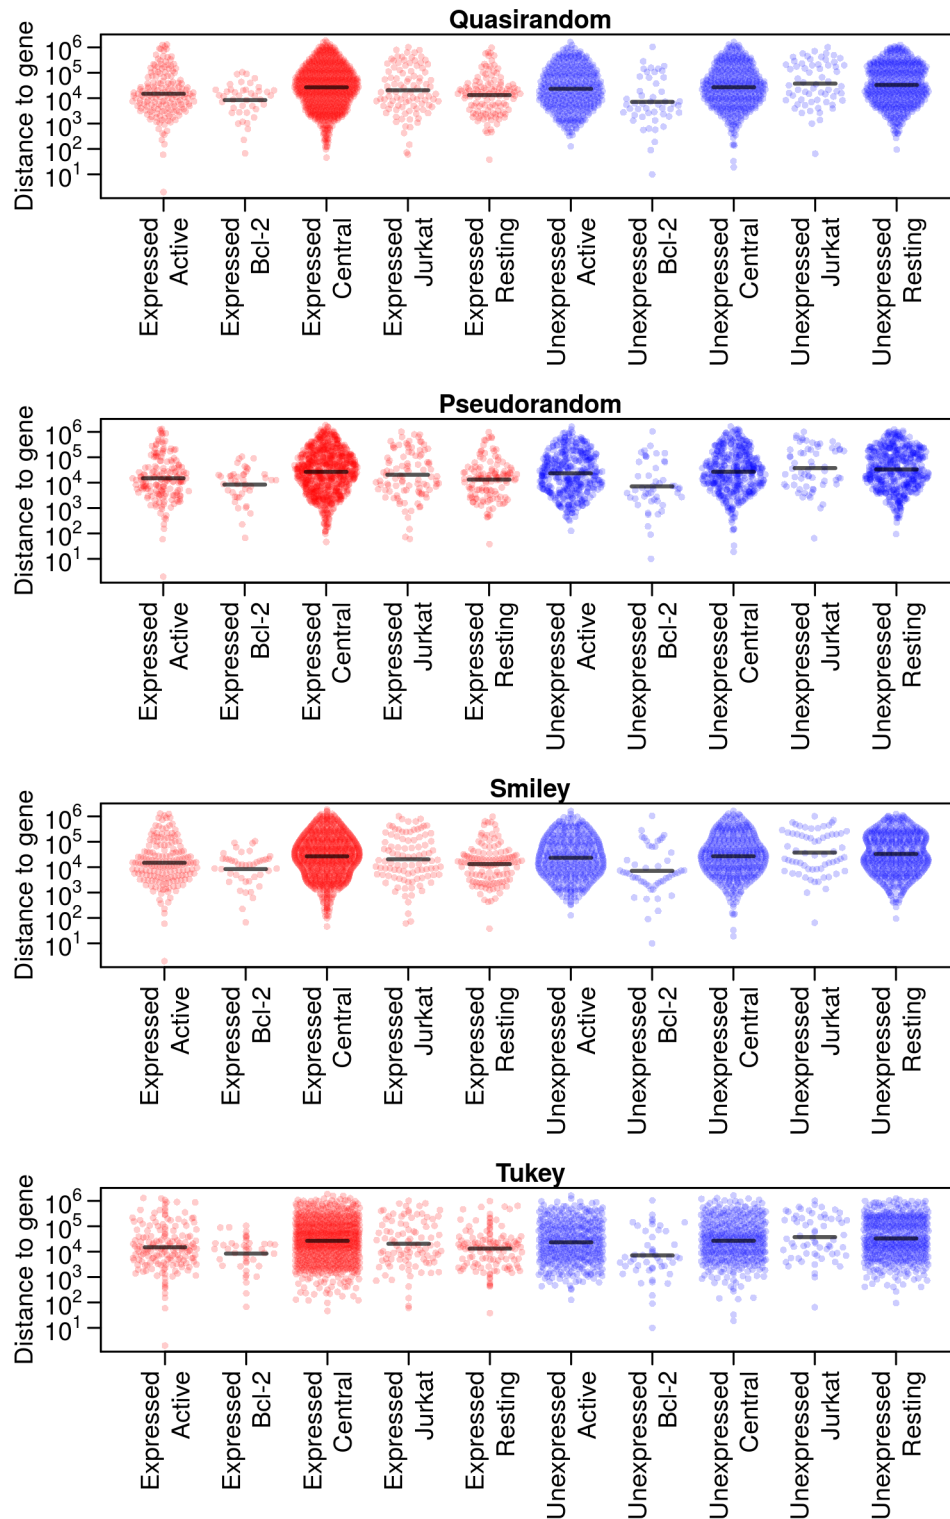 Quasirandom
Distance to gene
10^6
10^5
10^4
10^3
10^2
10^1
Expressed
Active
Expressed
Bcl-2
Expressed
Central
Expressed
Jurkat
Expressed
Resting
Unexpressed
Active
Unexpressed
Bcl-2
Unexpressed
Central
Unexpressed
Jurkat
Unexpressed
Resting
Pseudorandom
Distance to gene
10^6
10^5
10^4
10^3
10^2
10^1
Expressed
Active
Expressed
Bcl-2
Expressed
Central
Expressed
Jurkat
Expressed
Resting
Unexpressed
Active
Unexpressed
Bcl-2
Unexpressed
Central
Unexpressed
Jurkat
Unexpressed
Resting
Smiley
Distance to gene
10^6
10^5
10^4
10^3
10^2
10^1
Expressed
Active
Expressed
Bcl-2
Expressed
Central
Expressed
Jurkat
Expressed
Resting
Unexpressed
Active
Unexpressed
Bcl-2
Unexpressed
Central
Unexpressed
Jurkat
Unexpressed
Resting
Tukey
Distance to gene
10^6
10^5
10^4
10^3
10^2
10^1
Expressed
Active
Expressed
Bcl-2
Expressed
Central
Expressed
Jurkat
Expressed
Resting
Unexpressed
Active
Unexpressed
Bcl-2
Unexpressed
Central
Unexpressed
Jurkat
Unexpressed
Resting